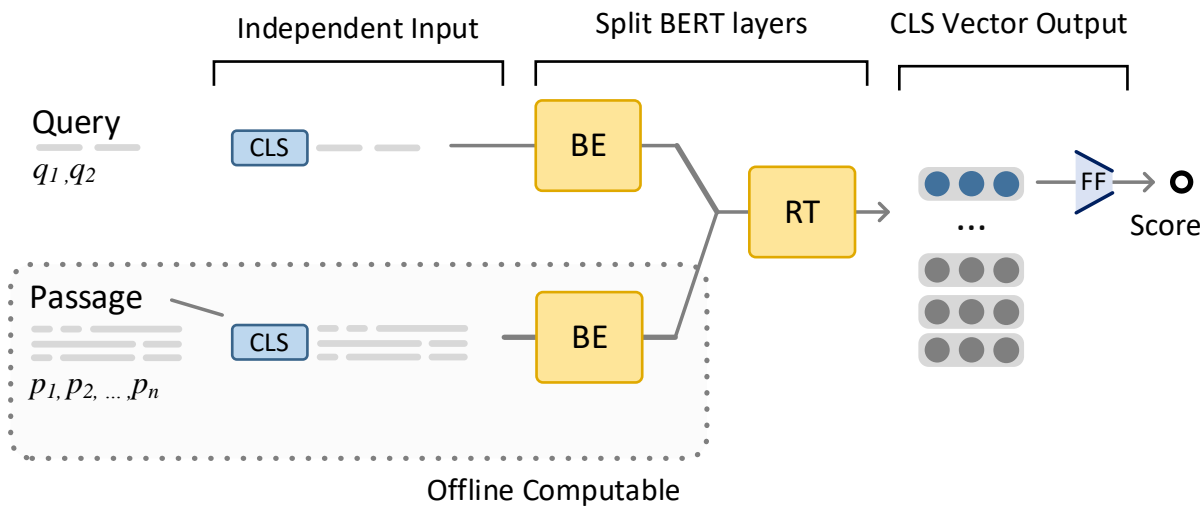 Independent Input
Split BERT layers
CLS Vector Output
Query
q1 ,q2
CLS
BE
RT
FF
...
Score
Passage
CLS
BE
p1, p2, ... ,pn
Offline Computable